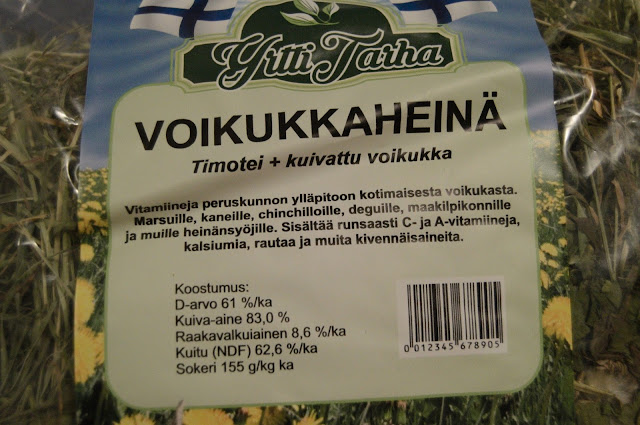 Yrtti Tarha
VOIKUKKAHEINÄ
Timotei + kuivattu voikukka
Vitamiineja peruskunnon ylläpitoon kotimaisesta voikukasta.
Marsuille, kaneille, chinchilloille, deguille, maakilpikonnille
ja muille heinänsyöjille. Sisältää runsaasti C- ja A-vitamiineja,
kalsiumia, rautaa ja muita kivennäisaineita.
Koostumus:
D-arvo 61 %/ka
Kuiva-aine 83,0 %
Raakavalkuiainen 8,6 %/ka
Kuitu (NDF) 62,6 %/ka
Sokeri 155 g/kg ka
0 012345 678905